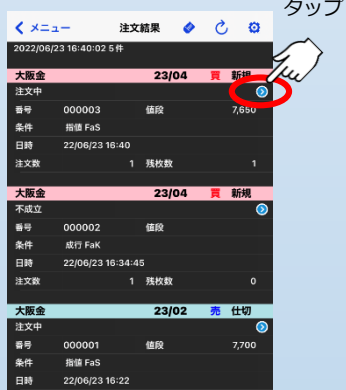 タップ
メニュー 注文結果
2022/06/23 16:40:02 5件
大阪金 23/04 買 新規
注文中
番号 000003 値段 7,650
条件 指値 FaS
日時 22/06/23 16:40
注文数 1 残枚数 1
大阪金 23/04 買 新規
不成立
番号 000002 値段
条件 成行 FaK
日時 22/06/23 16:34:45
注文数 1 残枚数 0
大阪金 23/02 売 仕切
注文中
番号 000001 値段 7,700
条件 指値 FaS
日時 22/06/23 16:22